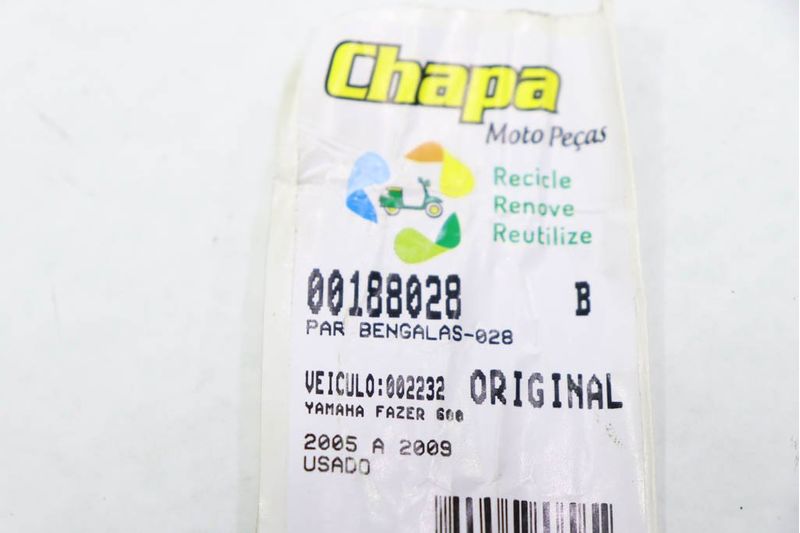 Chapa
Moto Peças
Recicle
Renove
Reutilize
00188028 B
PAR BENGALAS-028
VEICULO:002232 ORIGINAL
YAMAHA FAZER 600
2005 A 2009
USADO